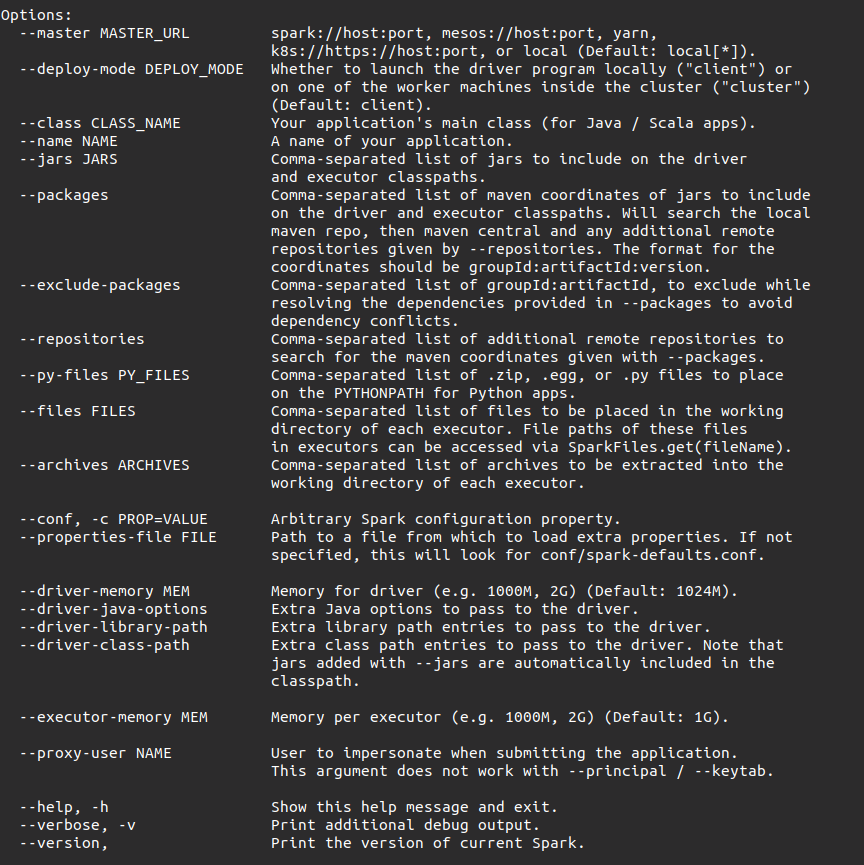 Options:
  --master MASTER_URL         spark://host:port, mesos://host:port, yarn,
                              k8s://https://host:port, or local (Default: local[*]).
  --deploy-mode DEPLOY_MODE   Whether to launch the driver program locally ("client") or
                              on one of the worker machines inside the cluster ("cluster")
                              (Default: client).
  --class CLASS_NAME          Your application's main class (for Java / Scala apps).
  --name NAME                 A name of your application.
  --jars JARS                 Comma-separated list of jars to include on the driver
                              and executor classpaths.
  --packages                  Comma-separated list of maven coordinates of jars to include
                              on the driver and executor classpaths. Will search the local
                              maven repo, then maven central and any additional remote
                              repositories given by --repositories. The format for the
                              coordinates should be groupId:artifactId:version.
  --exclude-packages          Comma-separated list of groupId:artifactId, to exclude while
                              resolving the dependencies provided in --packages to avoid
                              dependency conflicts.
  --repositories              Comma-separated list of additional remote repositories to
                              search for the maven coordinates given with --packages.
  --py-files PY_FILES         Comma-separated list of .zip, .egg, or .py files to place
                              on the PYTHONPATH for Python apps.
  --files FILES               Comma-separated list of files to be placed in the working
                              directory of each executor. File paths of these files
                              in executors can be accessed via SparkFiles.get(fileName).
  --archives ARCHIVES         Comma-separated list of archives to be extracted into the
                              working directory of each executor.

  --conf, -c PROP=VALUE       Arbitrary Spark configuration property.
  --properties-file FILE      Path to a file from which to load extra properties. If not
                              specified, this will look for conf/spark-defaults.conf.

  --driver-memory MEM         Memory for driver (e.g. 1000M, 2G) (Default: 1024M).
  --driver-java-options       Extra Java options to pass to the driver.
  --driver-library-path       Extra library path entries to pass to the driver.
  --driver-class-path         Extra class path entries to pass to the driver. Note that
                              jars added with --jars are automatically included in the
                              classpath.

  --executor-memory MEM       Memory per executor (e.g. 1000M, 2G) (Default: 1G).

  --proxy-user NAME           User to impersonate when submitting the application.
                              This argument does not work with --principal / --keytab.

  --help, -h                  Show this help message and exit.
  --verbose, -v               Print additional debug output.
  --version,                  Print the version of current Spark.